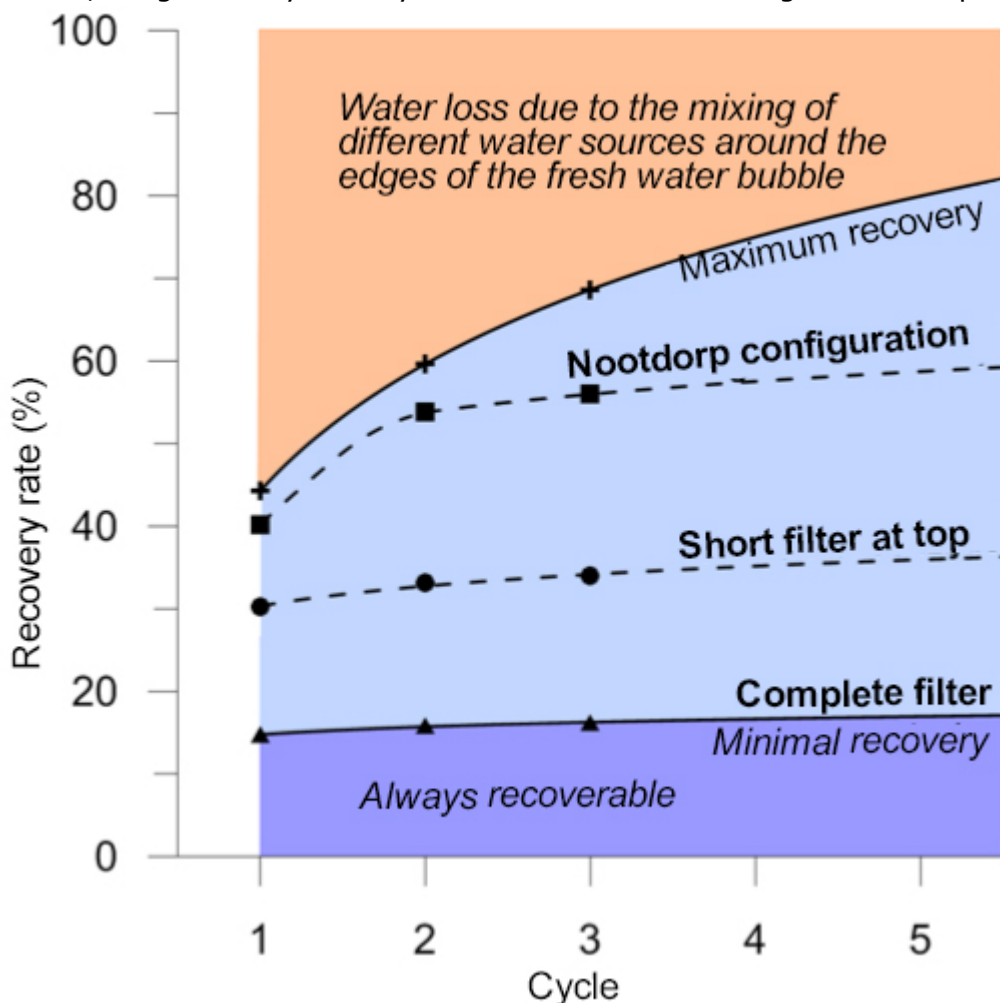 100
Water loss due to the mixing of
different water sources around the
edges of the fresh water bubble
80
Maximum recovery
60
Nootdorp configuration
Recovery rate (%)
40
Short filter at top
20
Complete filter
Minimal recovery
Always recoverable
0
1 2 3 4 5
Cycle